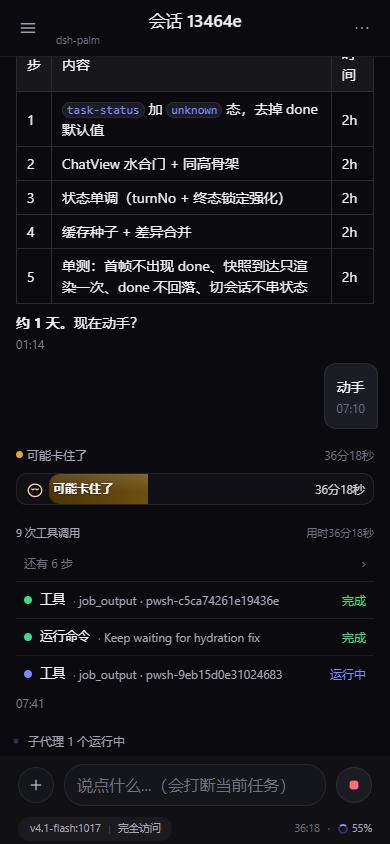 会话 13464e
dsh-palm
步 内容 时间
1 task-status 加 unknown 态，去掉 done
默认值 2h
2 ChatView 水合门 + 同高骨架 2h
3 状态单调（turnNo + 终态锁定强化） 2h
4 缓存种子 + 差异合并 2h
5 单测：首帧不出现 done、快照到达只渲
染一次、done 不回落、切会话不串状态 2h
约 1 天。现在动手？
01:14
动手
07:10
可能卡住了 36分18秒
可能卡住了 36分18秒
9 次工具调用 用时36分18秒
还有 6 步
工具 · job_output · pwsh-c5ca74261e19436e 完成
运行命令 · Keep waiting for hydration fix 完成
工具 · job_output · pwsh-9eb15d0e31024683 运行中
07:41
子代理 1 个运行中
说点什么...（会打断当前任务）
v4.1-flash:1017 | 完全访问 36:18 · 55%